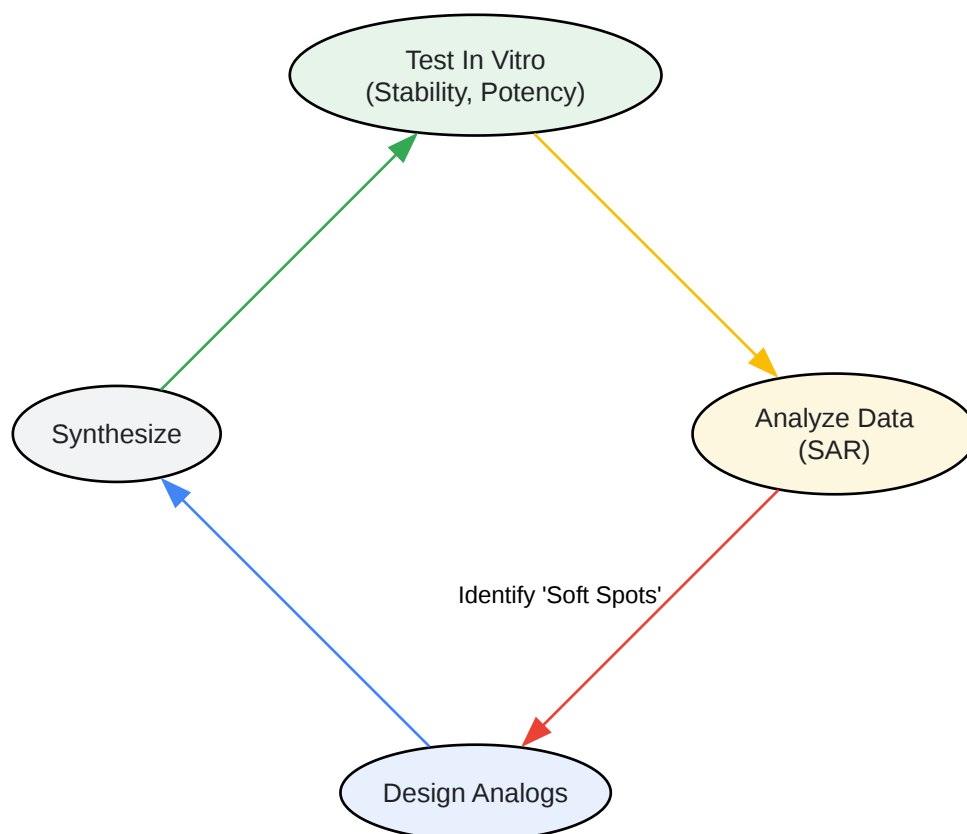 Test In Vitro
(Stability, Potency)
Synthesize
Analyze Data
(SAR)
Identify 'Soft Spots'
Design Analogs